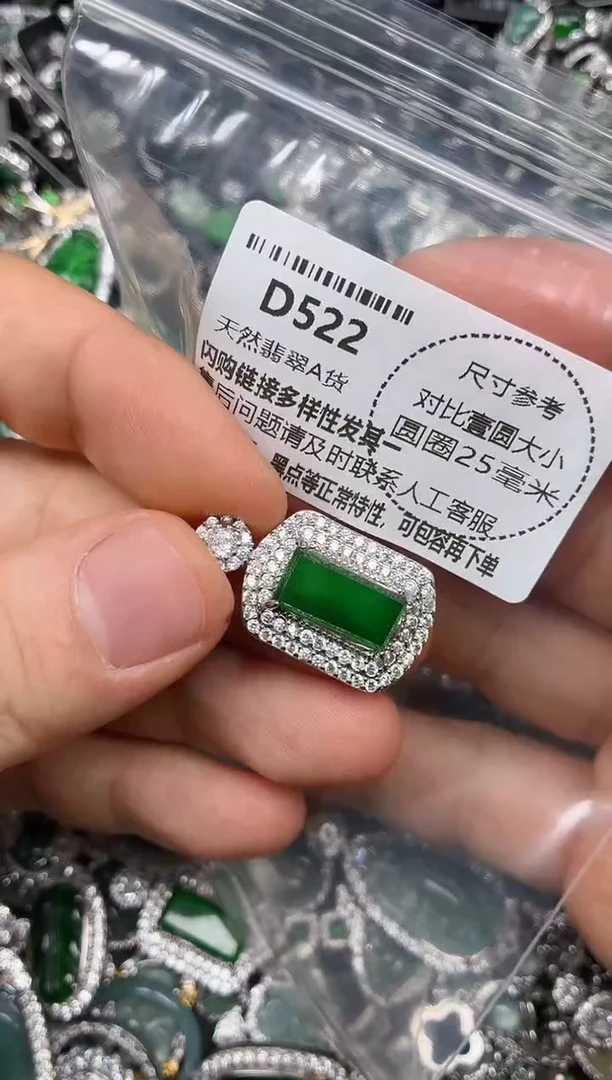 D522
天然翡翠A货
闪购链接多样性发其一
售后问题请及时联系人工客服
黑点等正常特性，可包容再下单
尺寸参考
对比壹圆大小
圆圈25毫米